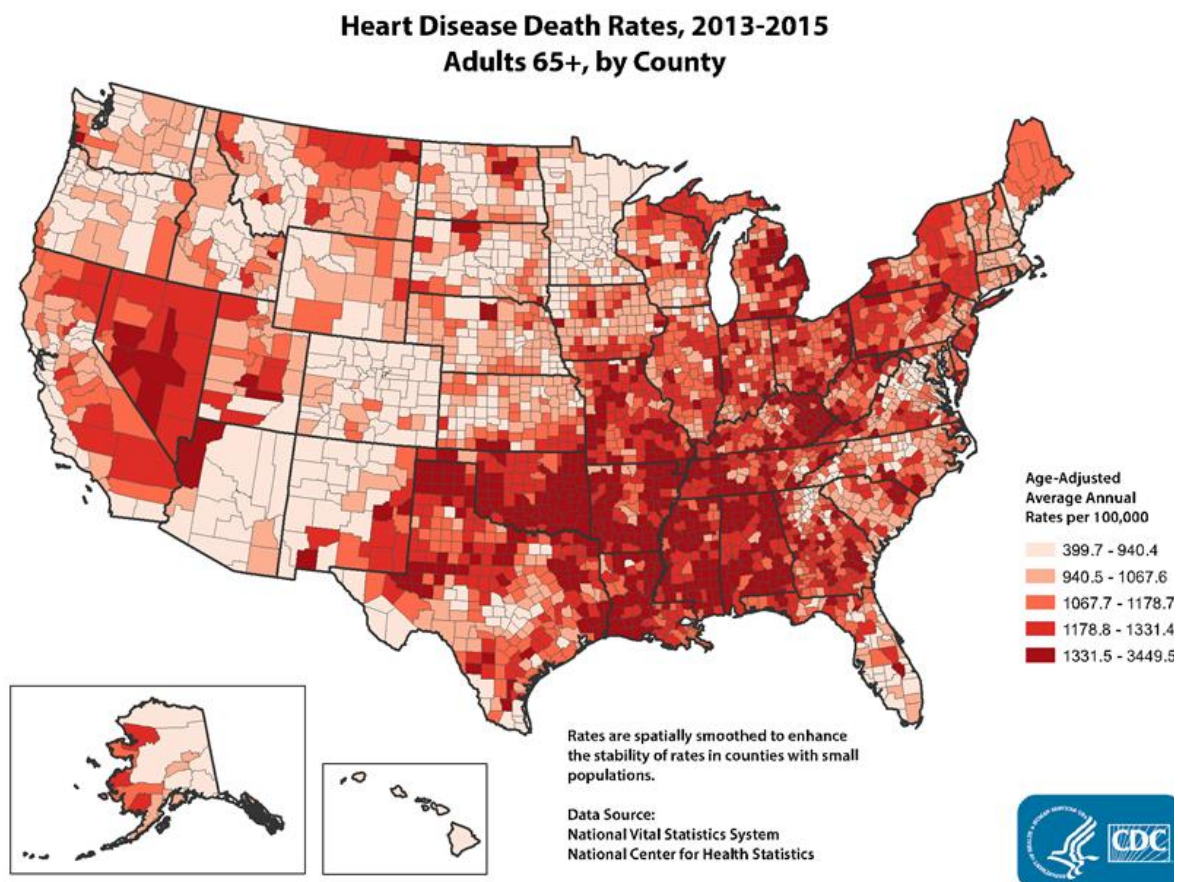 Heart Disease Death Rates, 2013-2015
Adults 65+, by County
Age-Adjusted
Average Annual
Rates per 100,000
399.7 - 940.4
940.5 - 1067.6
1067.7 - 1178.7
1178.8 - 1331.4
1331.5 - 3449.5
Rates are spatially smoothed to enhance
the stability of rates in counties with small
populations.
Data Source:
National Vital Statistics System
National Center for Health Statistics
CDC